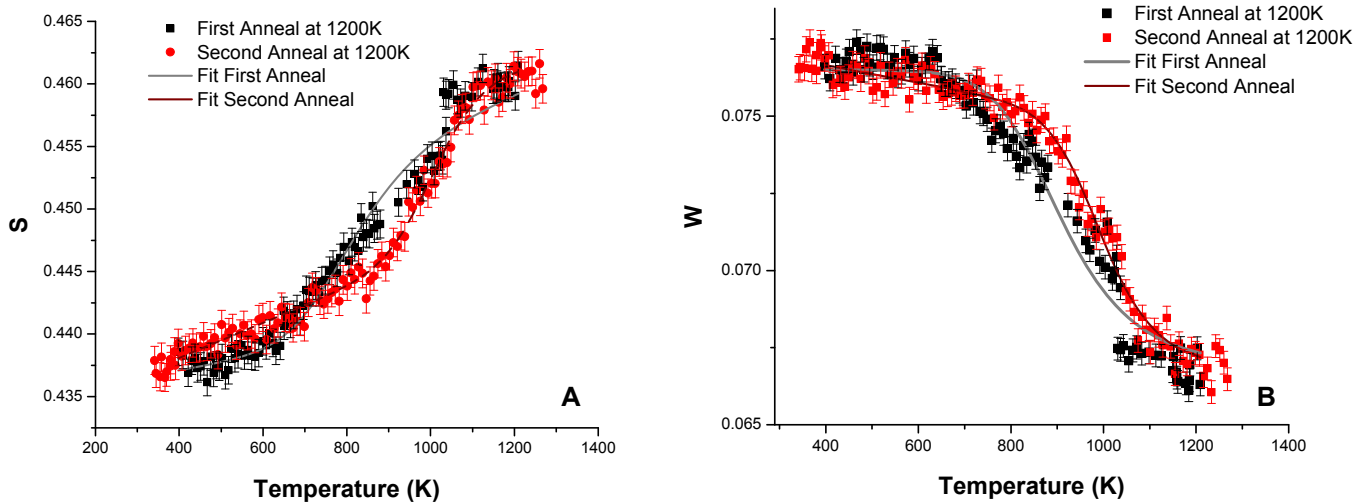 First Anneal at 1200K
Second Anneal at 1200K
Fit First Anneal
Fit Second Anneal
0.465
0.460
0.455
0.450
0.445
0.440
0.435
S
A
200 400 600 800 1000 1200 1400
Temperature (K)
First Anneal at 1200K
Second Anneal at 1200K
Fit First Anneal
Fit Second Anneal
0.075
0.070
0.065
W
B
400 600 800 1000 1200 1400
Temperature (K)